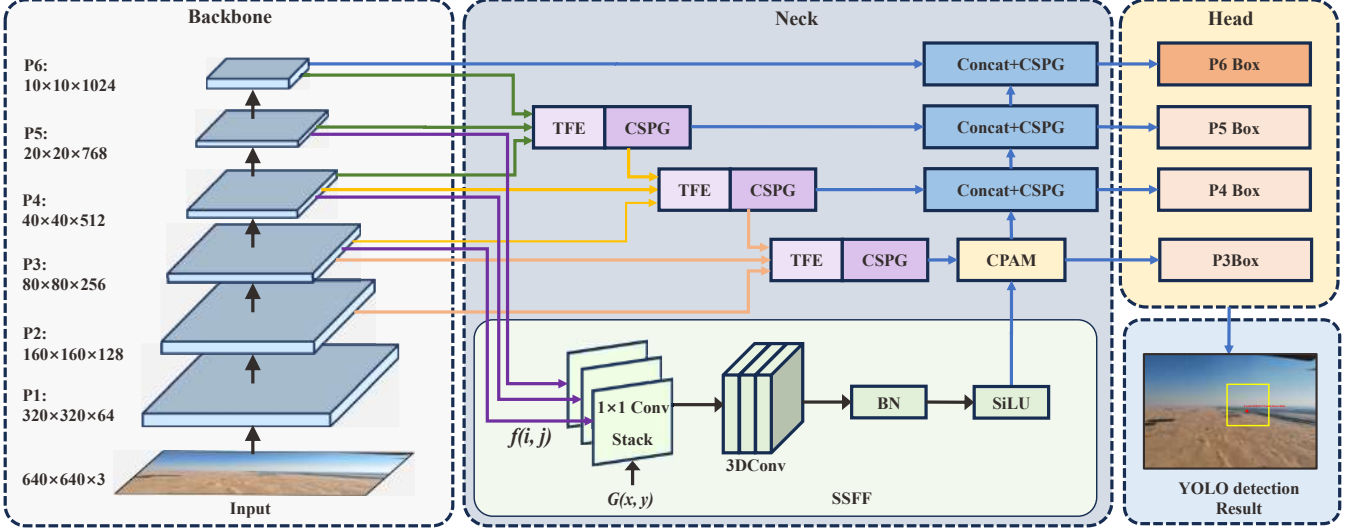 Backbone
P6:
10×10×1024
P5:
20×20×768
P4:
40×40×512
P3:
80×80×256
P2:
160×160×128
P1:
320×320×64
640×640×3
Input
Neck
TFE CSPG
TFE CSPG
TFE CSPG
Concat+CSPG
Concat+CSPG
Concat+CSPG
CPAM
f(i, j)
1×1 Conv
Stack
G(x, y)
3DConv
BN
SiLU
SSFF
Head
P6 Box
P5 Box
P4 Box
P3Box
YOLO detection
Result